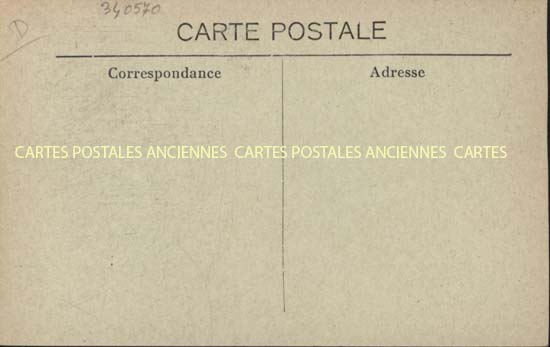 340570
D
CARTE POSTALE
Correspondance
Adresse
CARTES POSTALES ANCIENNES CARTES POSTALES ANCIENNES CARTES